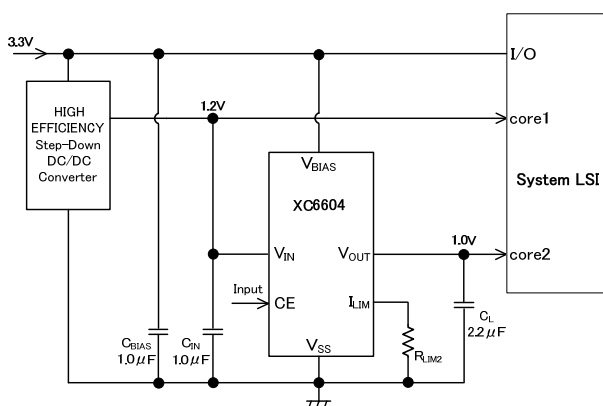 3.3V
I/O
HIGH
EFFICIENCY
Step-Down
DC/DC
Converter
1.2V
core1
System LSI
VBIAS
XC6604
VIN
VOUT
1.0V
core2
Input
CE
ILIM
CBIAS
1.0μF
CIN
1.0μF
VSS
RLIM2
CL
2.2μF